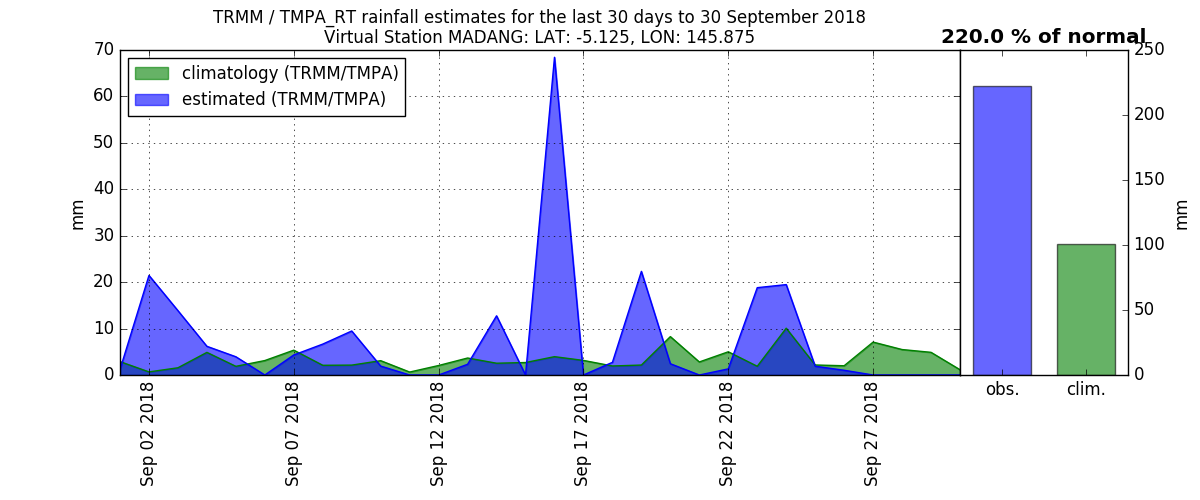 TRMM / TMPA_RT rainfall estimates for the last 30 days to 30 September 2018
Virtual Station MADANG: LAT: -5.125, LON: 145.875
220.0 % of normal
climatology (TRMM/TMPA)
estimated (TRMM/TMPA)
70
60
50
40
30
20
10
0
mm
Sep 02 2018
Sep 07 2018
Sep 12 2018
Sep 17 2018
Sep 22 2018
Sep 27 2018
250
200
150
100
50
0
mm
obs.
clim.